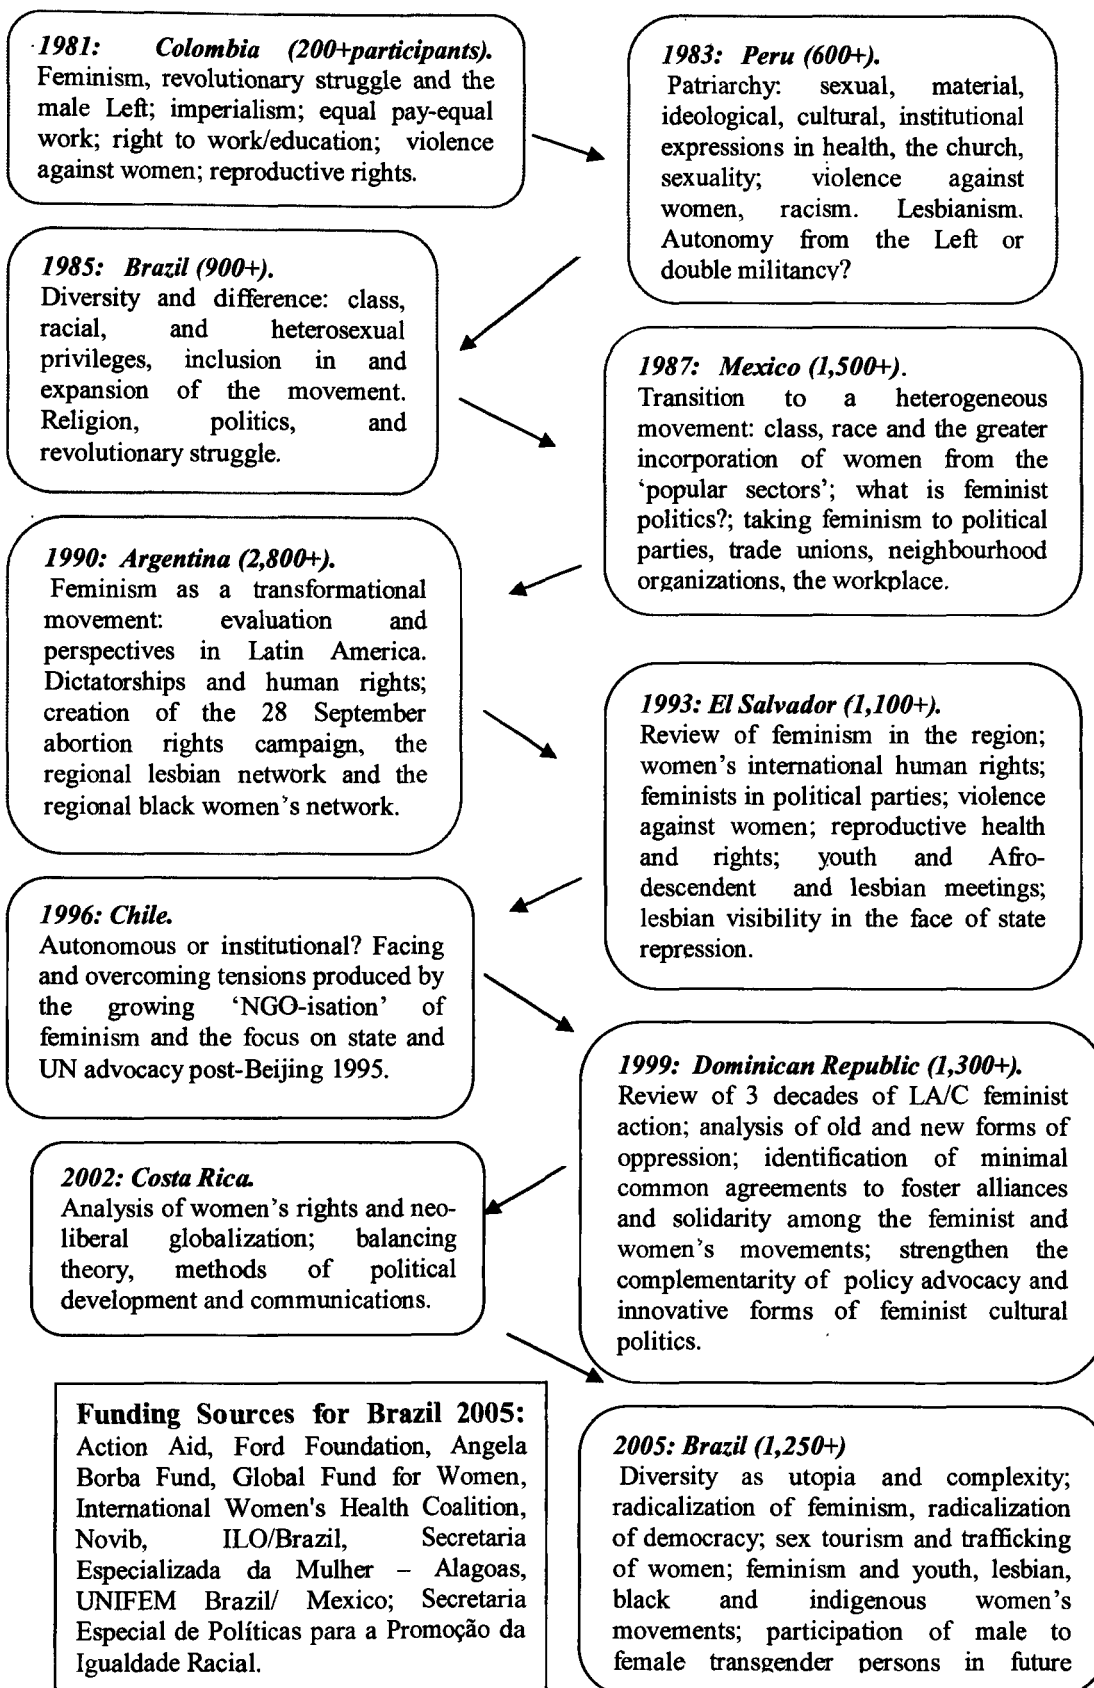 1981: Colombia (200+participants).
Feminism, revolutionary struggle and the
male Left; imperialism; equal pay-equal
work; right to work/education; violence
against women; reproductive rights.
1983: Peru (600+).
Patriarchy: sexual, material,
ideological, cultural, institutional
expressions in health, the church,
sexuality; violence against
women, racism. Lesbianism.
Autonomy from the Left or
double militancy?
1985: Brazil (900+).
Diversity and difference: class,
racial, and heterosexual
privileges, inclusion in and
expansion of the movement.
Religion, politics, and
revolutionary struggle.
1987: Mexico (1,500+).
Transition to a heterogeneous
movement: class, race and the greater
incorporation of women from the
‘popular sectors’; what is feminist
politics?; taking feminism to political
parties, trade unions, neighbourhood
organizations, the workplace.
1990: Argentina (2,800+).
Feminism as a transformational
movement: evaluation and
perspectives in Latin America.
Dictatorships and human rights;
creation of the 28 September
abortion rights campaign, the
regional lesbian network and the
regional black women’s network.
1993: El Salvador (1,100+).
Review of feminism in the region;
women’s international human rights;
feminists in political parties; violence
against women; reproductive health
and rights; youth and Afro-
descendent and lesbian meetings;
lesbian visibility in the face of state
repression.
1996: Chile.
Autonomous or institutional? Facing
and overcoming tensions produced by
the growing ‘NGO-isation’ of
feminism and the focus on state and
UN advocacy post-Beijing 1995.
1999: Dominican Republic (1,300+).
Review of 3 decades of LA/C feminist
action; analysis of old and new forms of
oppression; identification of minimal
common agreements to foster alliances
and solidarity among the feminist and
women’s movements; strengthen the
complementarity of policy advocacy and
innovative forms of feminist cultural
politics.
2002: Costa Rica.
Analysis of women’s rights and neo-
liberal globalization; balancing
theory, methods of political
development and communications.
2005: Brazil (1,250+)
Diversity as utopia and complexity;
radicalization of feminism, radicalization
of democracy; sex tourism and trafficking
of women; feminism and youth, lesbian,
black and indigenous women’s
movements; participation of male to
female transgender persons in future
Funding Sources for Brazil 2005:
Action Aid, Ford Foundation, Angela
Borba Fund, Global Fund for Women,
International Women's Health Coalition,
Novib, ILO/Brazil, Secretaria
Especializada da Mulher – Alagoas,
UNIFEM Brazil/ Mexico; Secretaria
Especial de Políticas para a Promoção da
Igualdade Racial.